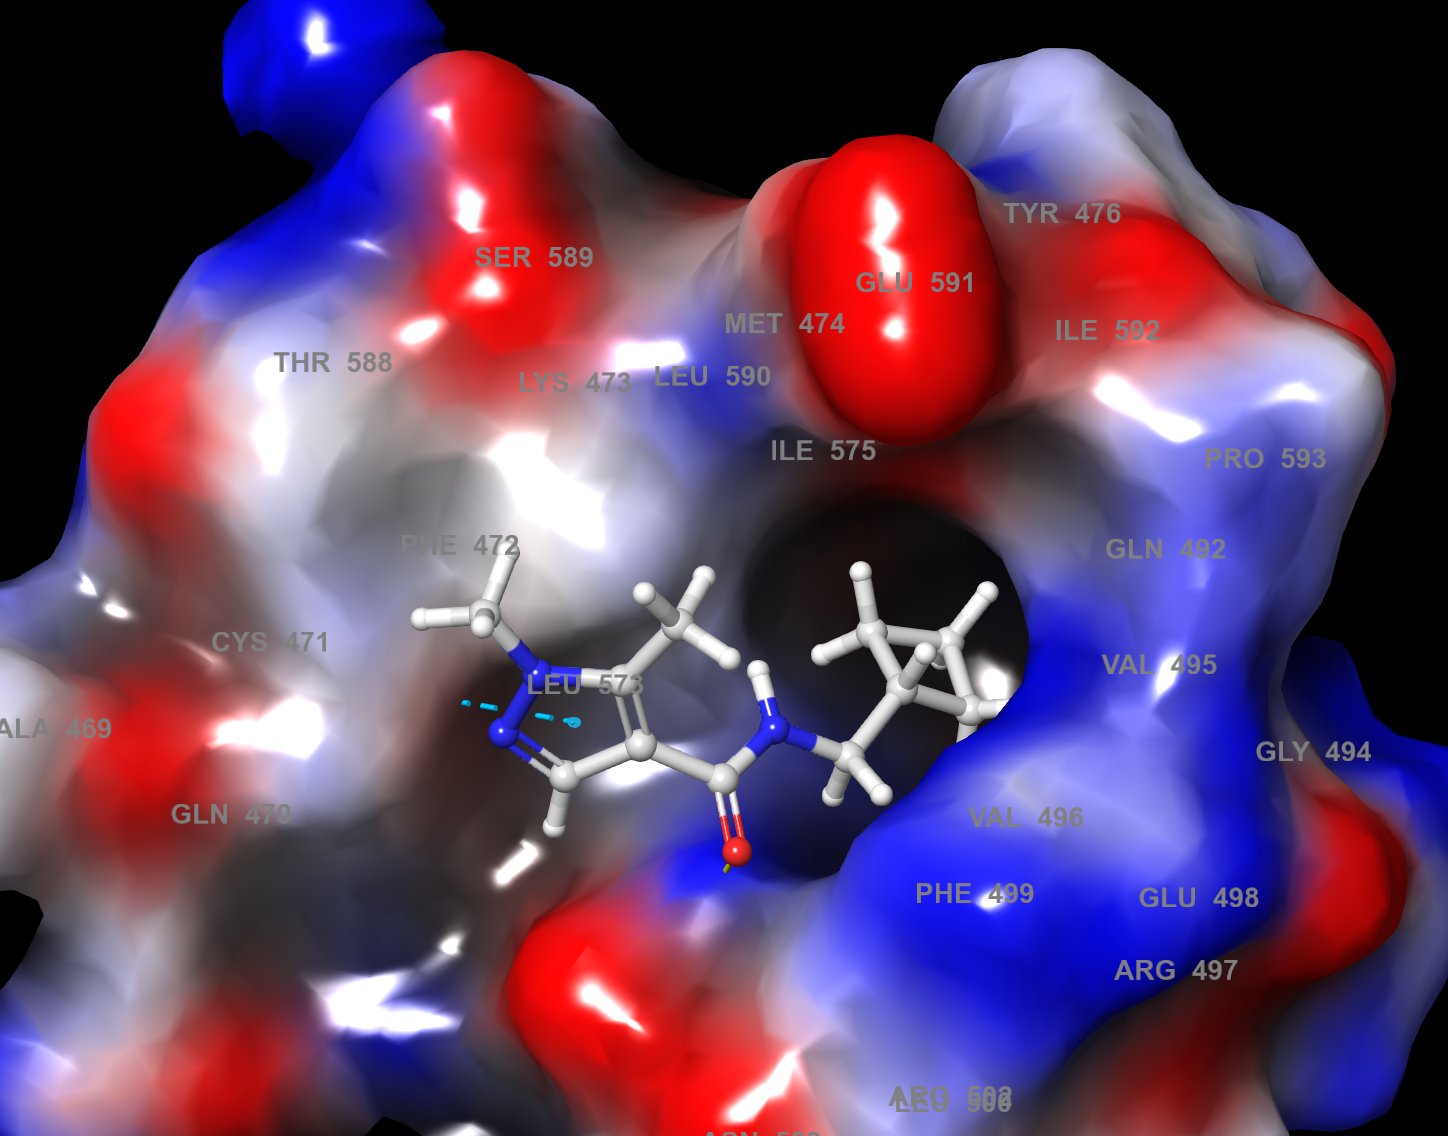 TYR 476
SER 589
GLU 591
MET 474
ILE 592
THR 588
LYS 473
LEU 590
ILE 575
PRO 593
PHE 472
GLN 492
CYS 471
VAL 495
LEU 573
ALA 469
GLY 494
GLN 470
VAL 496
PHE 499
GLU 498
ARG 497